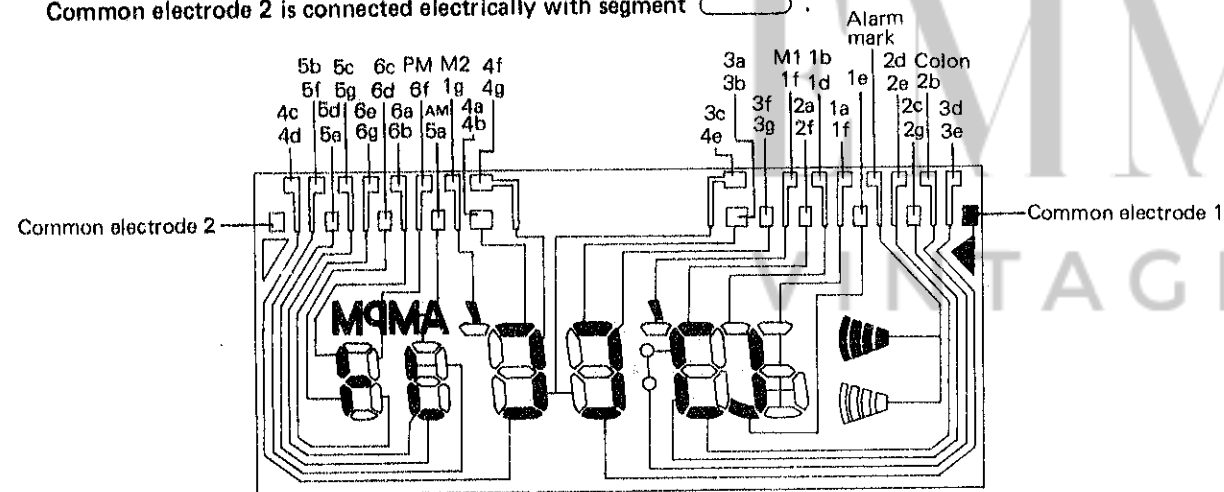 Common electrode 2 is connected electrically with segment .
Alarm
mark
5b 5c 6c PM M2 4f
5f 5g 6d 6f 1g 4g
4c 5d 6e 6a AM 4a
4d 5e 6g 6b 5a 4b
3a M1 1b 2d Colon
3b 1f 1d 1e 2e 2b
3c 3f 2a 1a 2c 3d
4e 3g 2f 1f 2g 3e
Common electrode 2
Common electrode 1
AMPM
EMM
VINTAGE